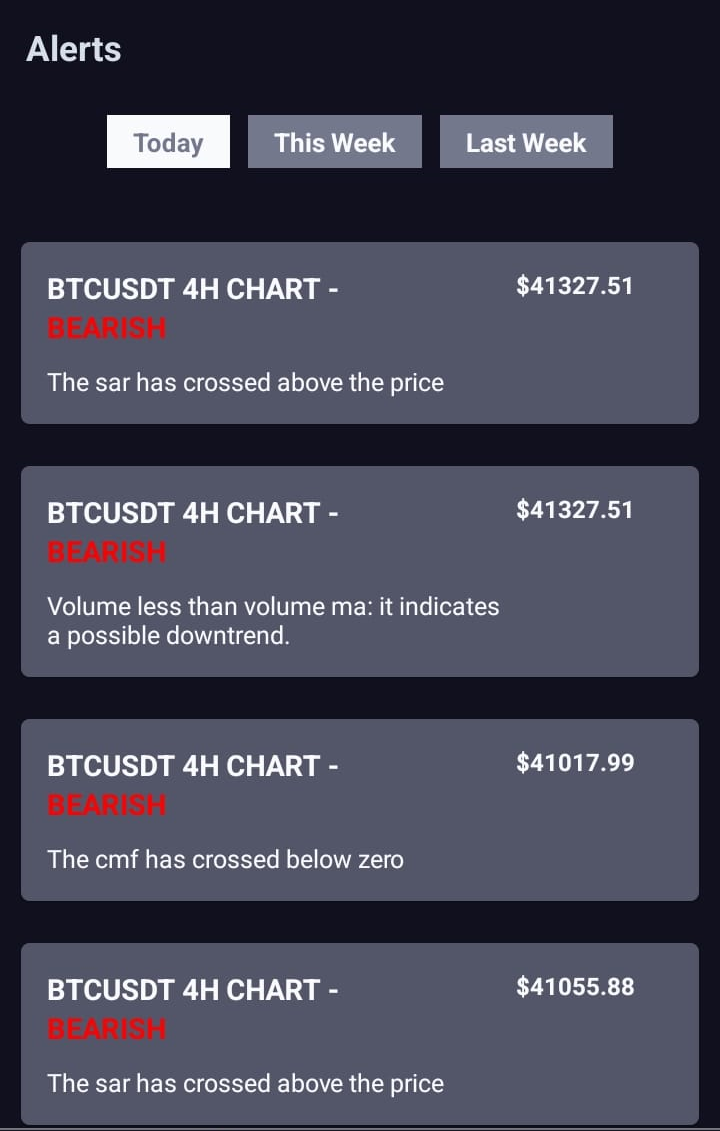 Alerts
Today This Week Last Week
BTCUSDT 4H CHART - $41327.51
BEARISH
The sar has crossed above the price
BTCUSDT 4H CHART - $41327.51
BEARISH
Volume less than volume ma: it indicates
a possible downtrend.
BTCUSDT 4H CHART - $41017.99
BEARISH
The cmf has crossed below zero
BTCUSDT 4H CHART - $41055.88
BEARISH
The sar has crossed above the price